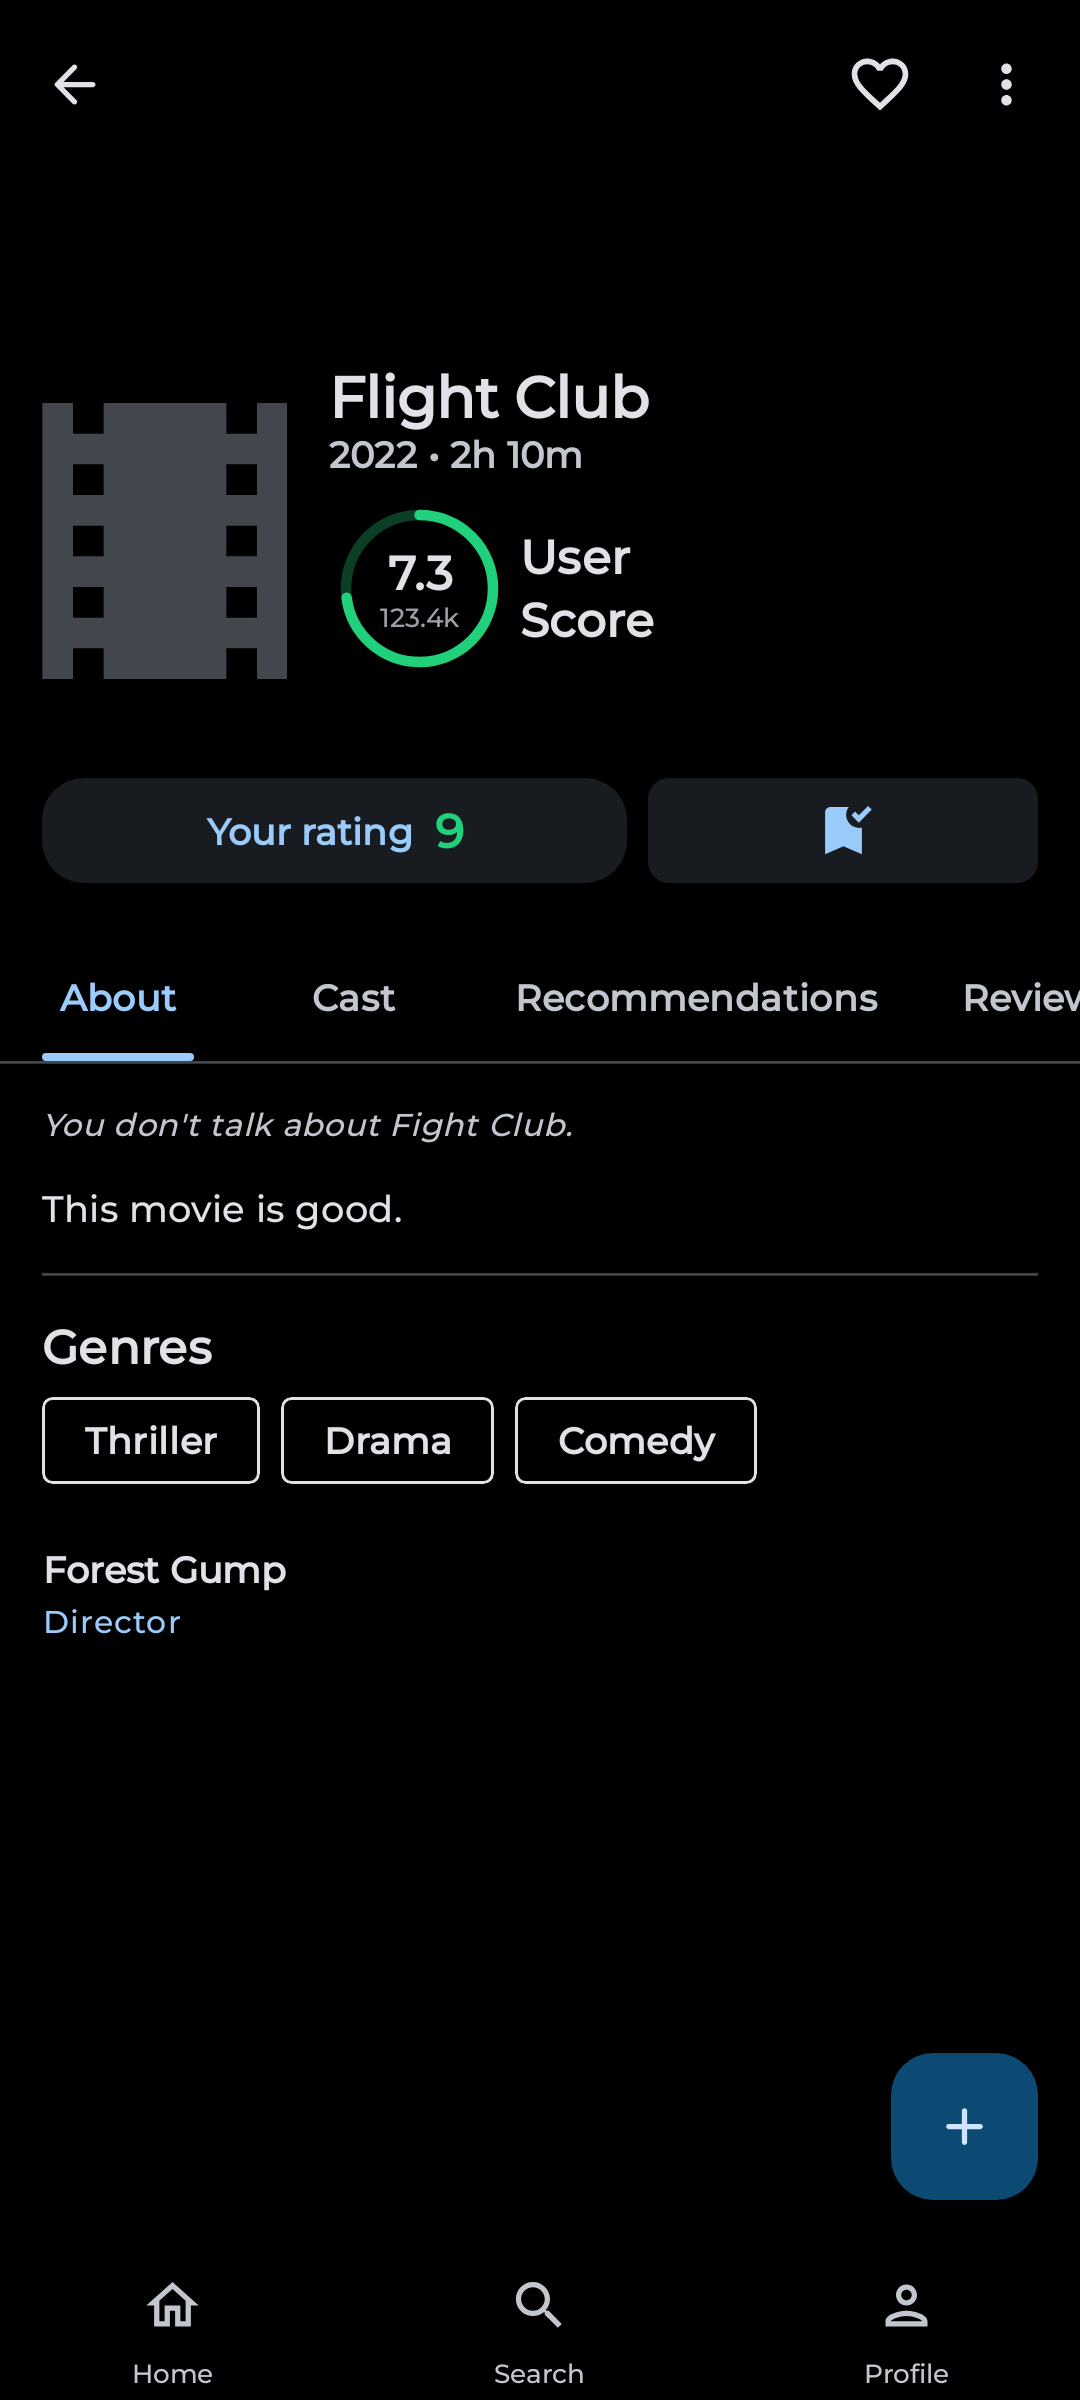 Flight Club
2022 • 2h 10m
7.3
123.4k
User
Score
Your rating 9
About Cast Recommendations Review
You don't talk about Fight Club.
This movie is good.
Genres
Thriller Drama Comedy
Forest Gump
Director
Home Search Profile